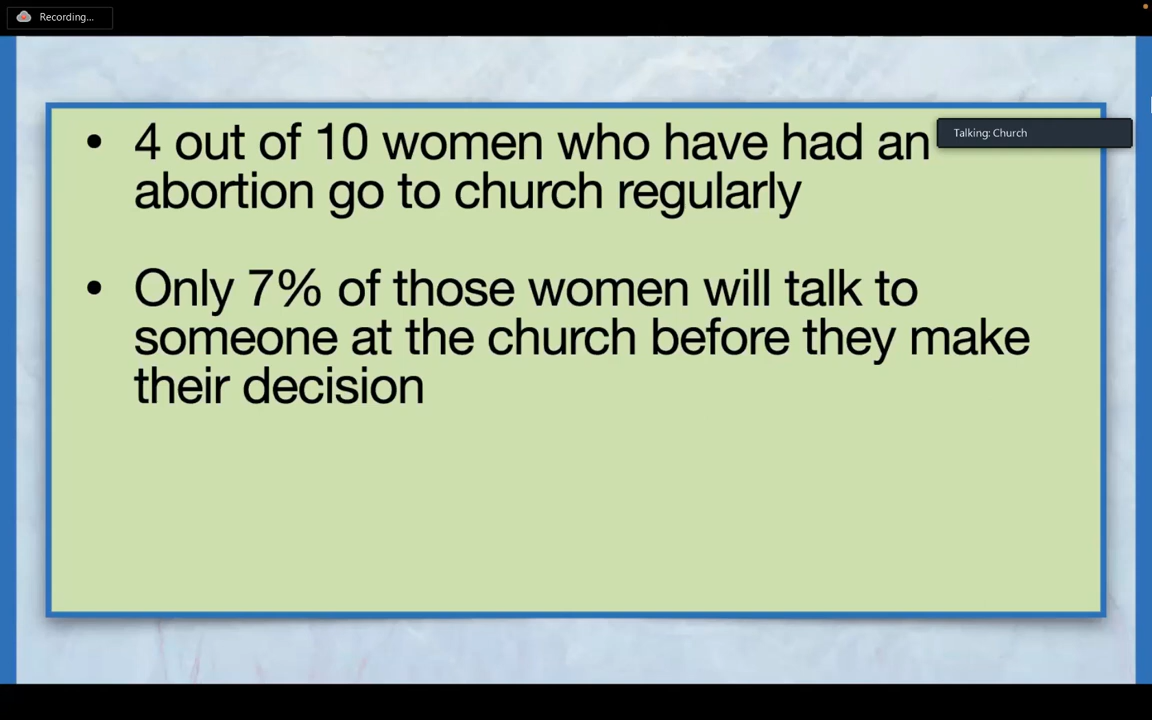 Recording...
Talking: Church
• 4 out of 10 women who have had an
abortion go to church regularly
• Only 7% of those women will talk to
someone at the church before they make
their decision